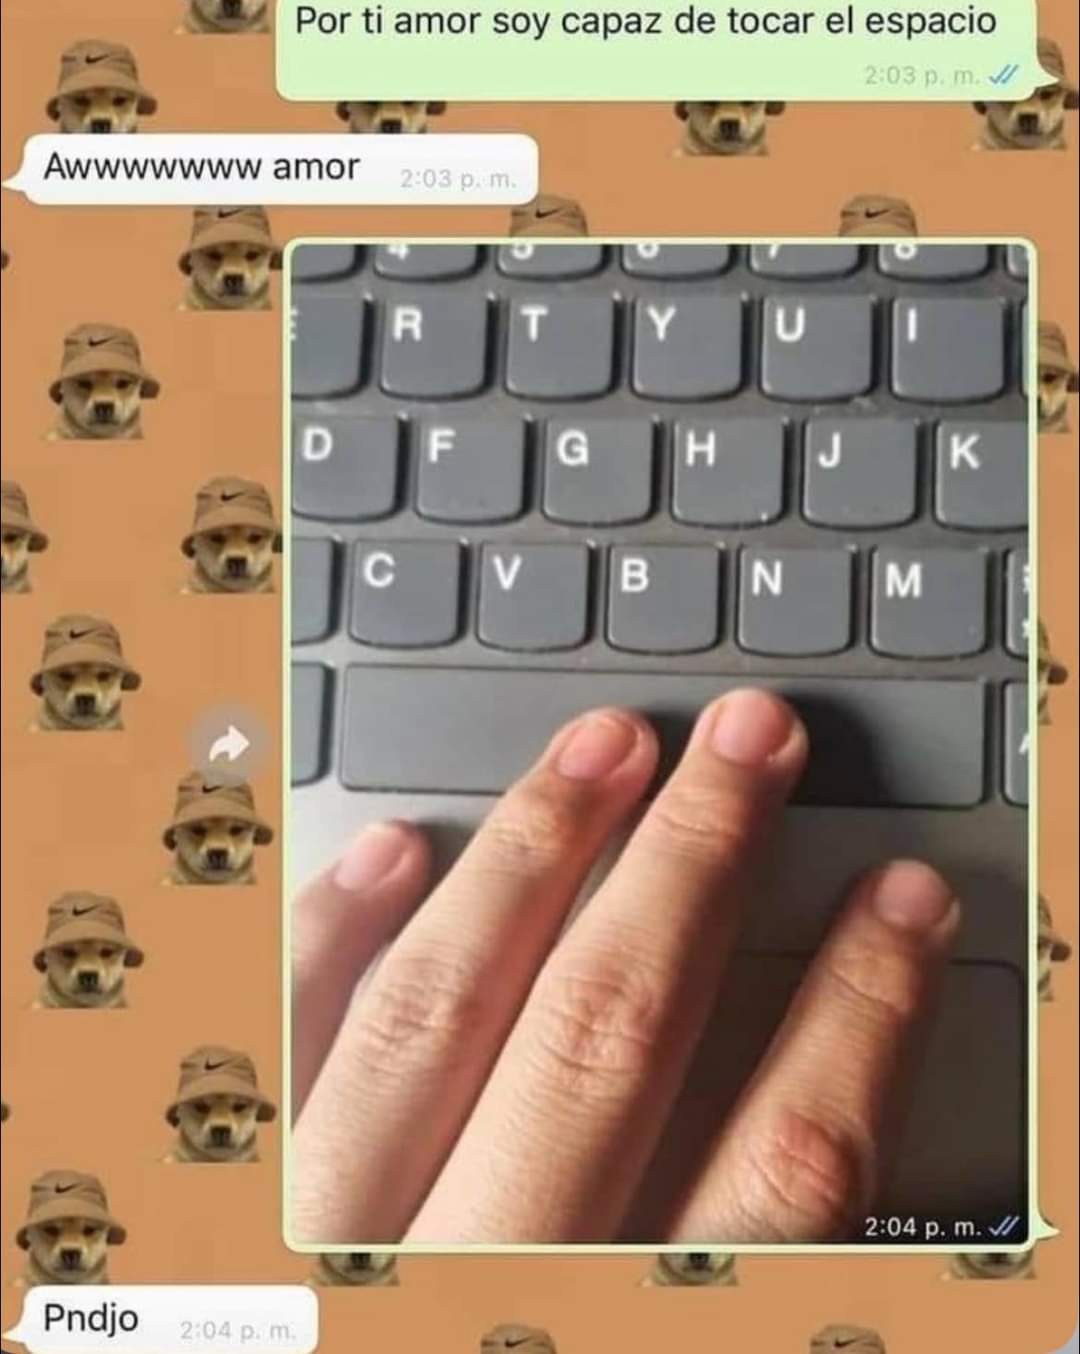 Por ti amor soy capaz de tocar el espacio
2:03 p. m.
Awwwwwww amor
2:03 p. m.
R T Y U I
D F G H J K
C V B N M
2:04 p. m.
Pndjo
2:04 p. m.